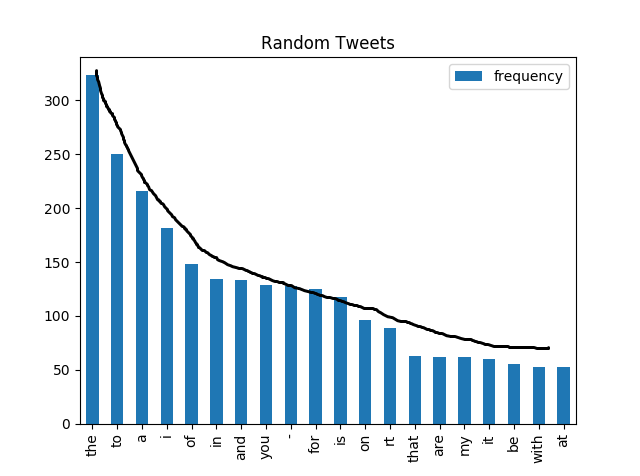 Random Tweets
frequency
300
250
200
150
100
50
0
the
to
a
i
of
in
and
you
-
for
is
on
rt
that
are
my
it
be
with
at